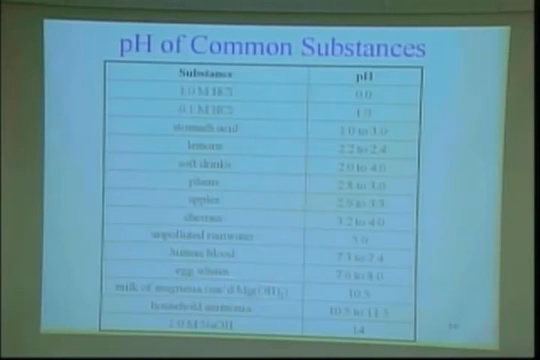 pH of Common Substances
Substance pH
1.0 M HCl 0.0
0.1 M HCl 1.0
stomach acid 1.0 to 3.0
lemons 2.2 to 2.4
soft drinks 2.0 to 4.0
plums 2.8 to 3.0
apples 2.9 to 3.3
cherries 3.2 to 4.0
unpolluted rainwater 5.6
human blood 7.3 to 7.4
egg whites 7.6 to 8.0
milk of magnesia (sat'd Mg(OH)₂) 10.5
household ammonia 10.5 to 11.5
1.0 M NaOH 14